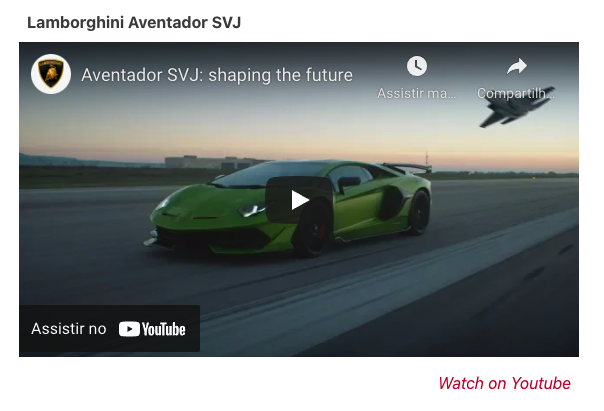 Lamborghini Aventador SVJ
Aventador SVJ: shaping the future
Assistir ma...
Compartilh...
Assistir no YouTube
Watch on Youtube